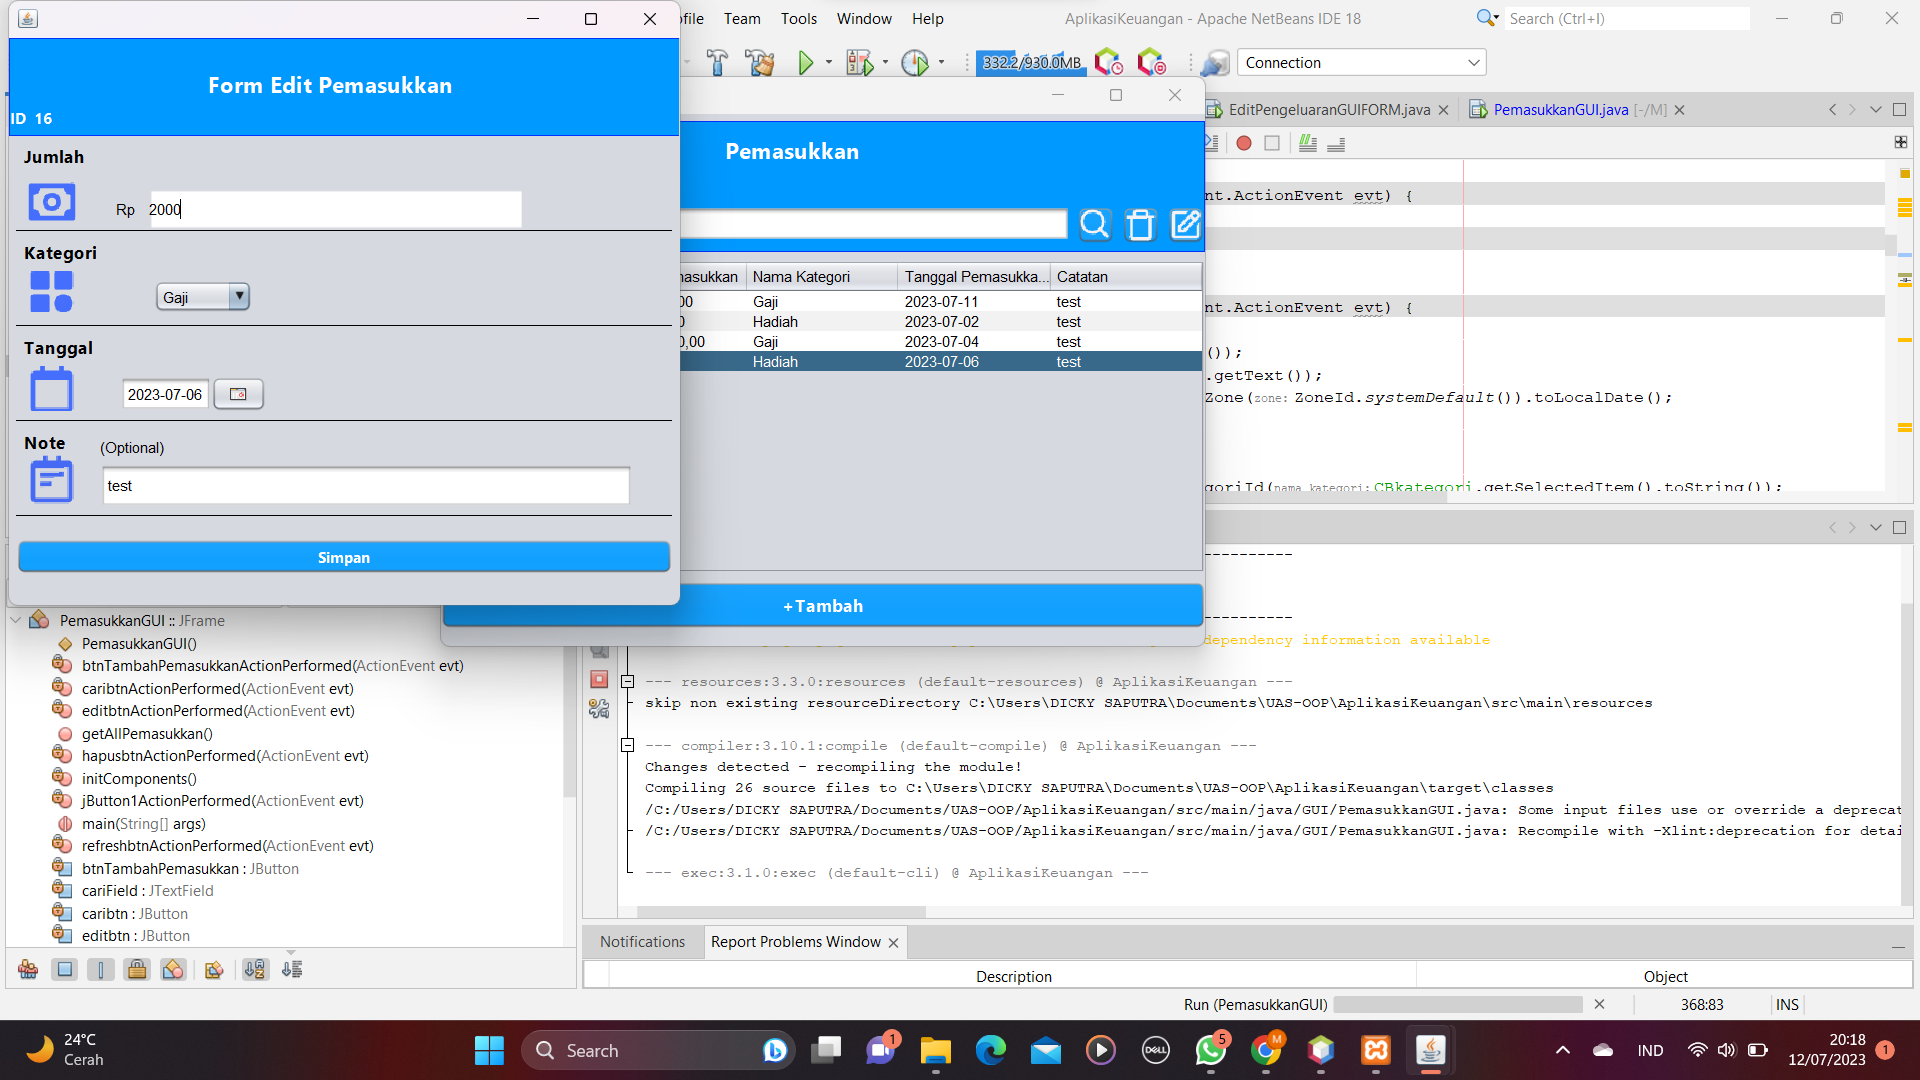 ofile Team Tools Window Help
AplikasiKeuangan - Apache NetBeans IDE 18
Search (Ctrl+I)
332.2/930.0MB
Connection
Form Edit Pemasukkan
ID 16
Jumlah
Rp 2000
Kategori
Gaji
Tanggal
2023-07-06
Note
(Optional)
test
Simpan
Pemasukkan
nasukkan Nama Kategori Tanggal Pemasukka... Catatan
00 Gaji 2023-07-11 test
0 Hadiah 2023-07-02 test
0,00 Gaji 2023-07-04 test
Hadiah 2023-07-06 test
+Tambah
EditPengeluaranGUIFORM.java
PemasukkanGUI.java [-/M]
nt.ActionEvent evt) {
nt.ActionEvent evt) {
());
.getText());
Zone(zone: ZoneId.systemDefault()).toLocalDate();
goriId(nama_kategori: CBkategori.getSelectedItem().toString());
PemasukkanGUI :: JFrame
PemasukkanGUI()
btnTambahPemasukkanActionPerformed(ActionEvent evt)
caribtnActionPerformed(ActionEvent evt)
editbtnActionPerformed(ActionEvent evt)
getAllPemasukkan()
hapusbtnActionPerformed(ActionEvent evt)
initComponents()
jButton1ActionPerformed(ActionEvent evt)
main(String[] args)
refreshbtnActionPerformed(ActionEvent evt)
btnTambahPemasukkan : JButton
cariField : JTextField
caribtn : JButton
editbtn : JButton
----------
----------
dependency information available
--- resources:3.3.0:resources (default-resources) @ AplikasiKeuangan ---
skip non existing resourceDirectory C:\Users\DICKY SAPUTRA\Documents\UAS-OOP\AplikasiKeuangan\src\main\resources
--- compiler:3.10.1:compile (default-compile) @ AplikasiKeuangan ---
Changes detected - recompiling the module!
Compiling 26 source files to C:\Users\DICKY SAPUTRA\Documents\UAS-OOP\AplikasiKeuangan\target\classes
/C:/Users/DICKY SAPUTRA/Documents/UAS-OOP/AplikasiKeuangan/src/main/java/GUI/PemasukkanGUI.java: Some input files use or override a deprecat
/C:/Users/DICKY SAPUTRA/Documents/UAS-OOP/AplikasiKeuangan/src/main/java/GUI/PemasukkanGUI.java: Recompile with -Xlint:deprecation for detai
--- exec:3.1.0:exec (default-cli) @ AplikasiKeuangan ---
Notifications Report Problems Window
Description Object
Run (PemasukkanGUI) 368:83 INS
24°C
Cerah
Search
1
DELL
5
M
IND
20:18
12/07/2023
1